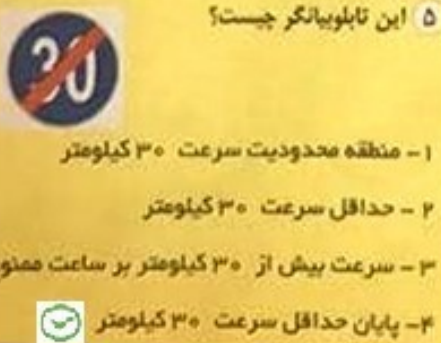 ۵ این تابلوبیانگر چیست؟
30
۱- منطقه محدودیت سرعت ۳۰ کیلومتر
۲- حداقل سرعت ۳۰ کیلومتر
۳- سرعت بیش از ۳۰ کیلومتر بر ساعت ممنو
۴- پایان حداقل سرعت ۳۰ کیلومتر